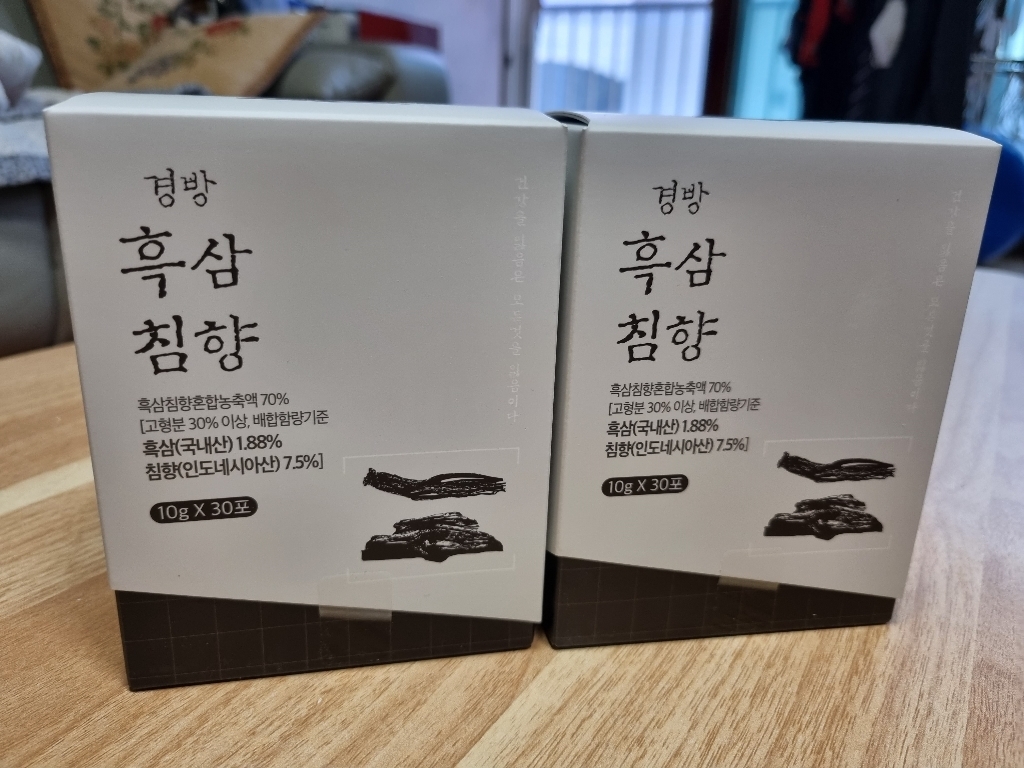 경방
흑삼
침향
흑삼침향혼합농축액 70%
[고형분 30% 이상, 배합함량기준
흑삼(국내산) 1.88%
침향(인도네시아산) 7.5%]
10g X 30포
경방
흑삼
침향
흑삼침향혼합농축액 70%
[고형분 30% 이상, 배합함량기준
흑삼(국내산) 1.88%
침향(인도네시아산) 7.5%]
10g X 30포